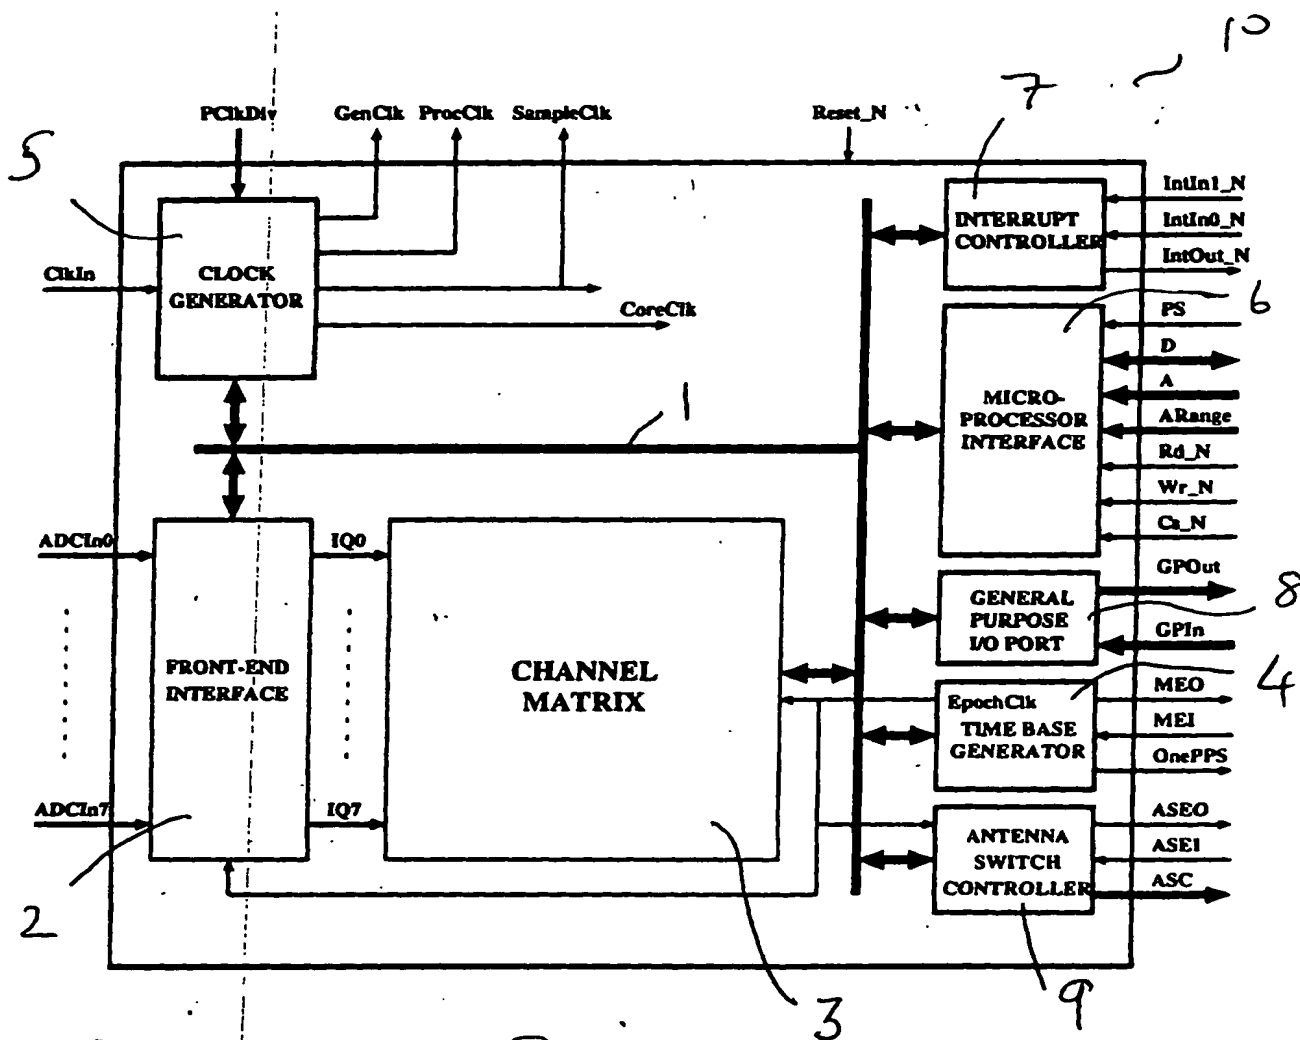 10
7
PClkDiv
GenClk
ProcClk
SampleClk
Reset_N
5
IntIn1_N
INTERRUPT
CONTROLLER
IntIn0_N
IntOut_N
ClkIn
CLOCK
GENERATOR
CoreClk
6
PS
D
A
MICRO-
PROCESSOR
INTERFACE
ARange
Rd_N
Wr_N
Cs_N
1
ADCIn0
IQ0
GPOut
GENERAL
PURPOSE
I/O PORT
8
GPIn
FRONT-END
INTERFACE
CHANNEL
MATRIX
4
EpochClk
TIME BASE
GENERATOR
MEO
MEI
OnePPS
ADCIn7
IQ7
ANTENNA
SWITCH
CONTROLLER
ASEO
ASEI
ASC
2
3
9